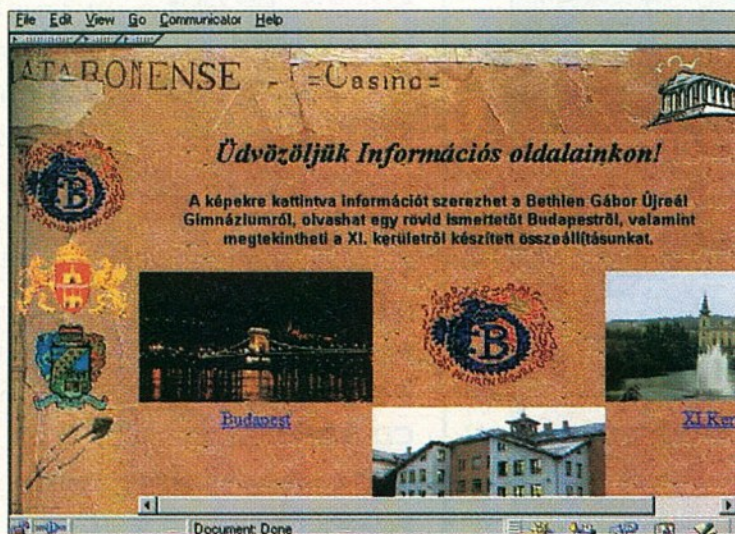 File Edit View Go Communicator Help
ATARONENSE - =Casino=
Üdvözöljük Információs oldalainkon!
A képekre kattintva információt szerezhet a Bethlen Gábor Újreál
Gimnáziumról, olvashat egy rövid ismertetőt Budapestről, valamint
megtekintheti a XI. kerületről készített összeállításunkat.
B
B
Budapest
XI.Ker
Document: Done